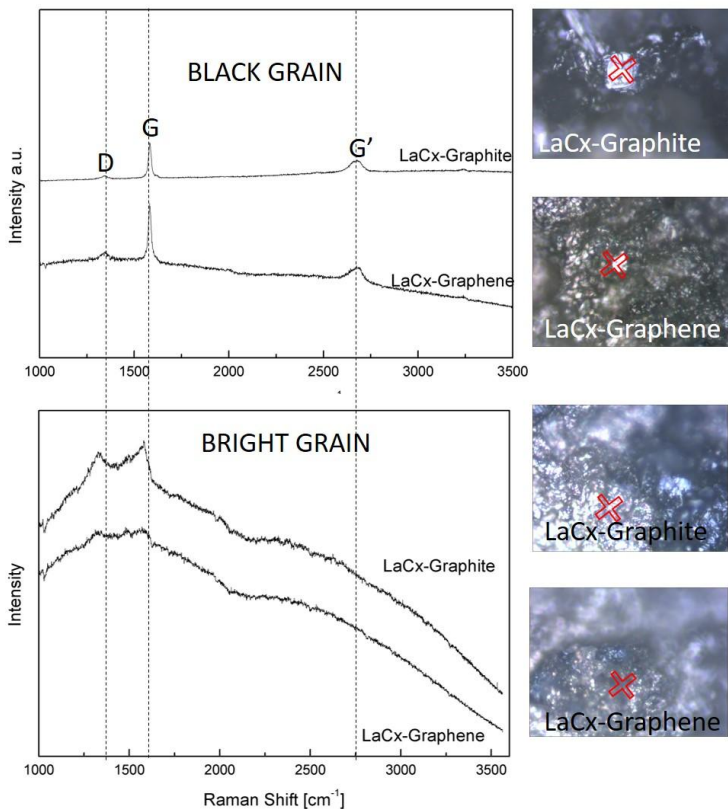 BLACK GRAIN
D
G
G'
LaCx-Graphite
LaCx-Graphene
Intensity a.u.
1000 1500 2000 2500 3000 3500
LaCx-Graphite
LaCx-Graphene
BRIGHT GRAIN
LaCx-Graphite
LaCx-Graphene
Intensity
1000 1500 2000 2500 3000 3500
Raman Shift [cm⁻¹]
LaCx-Graphite
LaCx-Graphene